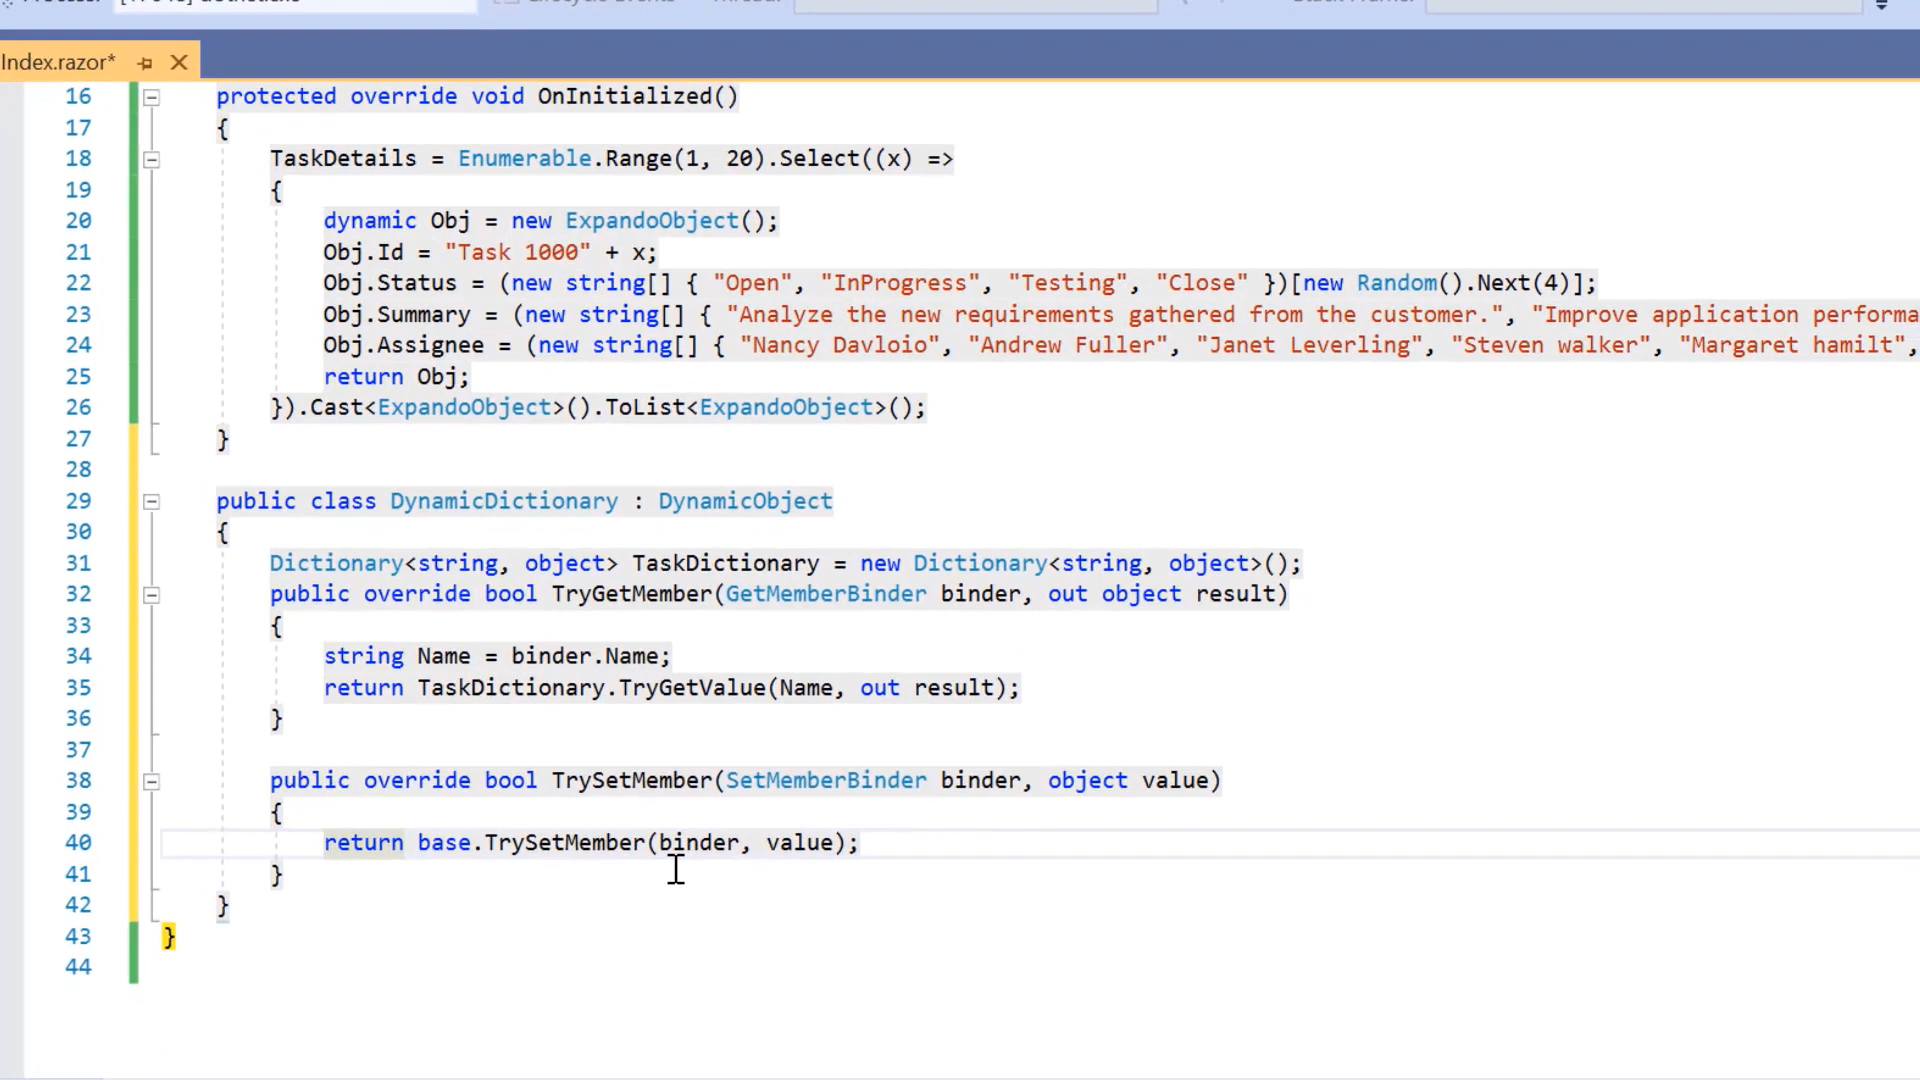 Index.razor*
16 protected override void OnInitialized()
17 {
18 TaskDetails = Enumerable.Range(1, 20).Select((x) =>
19 {
20 dynamic Obj = new ExpandoObject();
21 Obj.Id = "Task 1000" + x;
22 Obj.Status = (new string[] { "Open", "InProgress", "Testing", "Close" })[new Random().Next(4)];
23 Obj.Summary = (new string[] { "Analyze the new requirements gathered from the customer.", "Improve application performa
24 Obj.Assignee = (new string[] { "Nancy Davloio", "Andrew Fuller", "Janet Leverling", "Steven walker", "Margaret hamilt",
25 return Obj;
26 }).Cast<ExpandoObject>().ToList<ExpandoObject>();
27 }
28
29 public class DynamicDictionary : DynamicObject
30 {
31 Dictionary<string, object> TaskDictionary = new Dictionary<string, object>();
32 public override bool TryGetMember(GetMemberBinder binder, out object result)
33 {
34 string Name = binder.Name;
35 return TaskDictionary.TryGetValue(Name, out result);
36 }
37
38 public override bool TrySetMember(SetMemberBinder binder, object value)
39 {
40 return base.TrySetMember(binder, value);
41 }
42 }
43 }
44